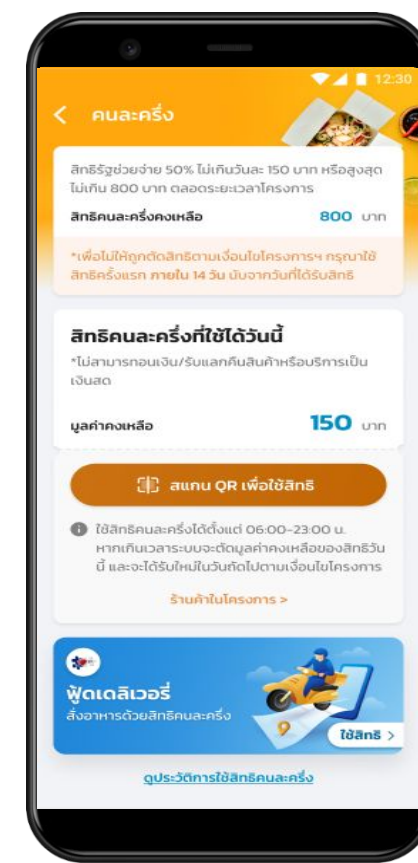 12:30
คนละครึ่ง
สิทธิรัฐช่วยจ่าย 50% ไม่เกินวันละ 150 บาท หรือสูงสุด
ไม่เกิน 800 บาท ตลอดระยะเวลาโครงการ
สิทธิคนละครึ่งคงเหลือ 800 บาท
*เพื่อไม่ให้ถูกตัดสิทธิตามเงื่อนไขโครงการฯ กรุณาใช้
สิทธิครั้งแรก ภายใน 14 วัน นับจากวันที่ได้รับสิทธิ
สิทธิคนละครึ่งที่ใช้ได้วันนี้
*ไม่สามารถทอนเงิน/รับแลกคืนสินค้าหรือบริการเป็น
เงินสด
มูลค่าคงเหลือ 150 บาท
สแกน QR เพื่อใช้สิทธิ
ใช้สิทธิคนละครึ่งได้ตั้งแต่ 06:00-23:00 น.
หากเกินเวลาระบบจะตัดมูลค่าคงเหลือของสิทธิวัน
นี้ และจะได้รับใหม่ในวันถัดไปตามเงื่อนไขโครงการ
ร้านค้าในโครงการ >
ฟู้ดเดลิเวอรี่
สั่งอาหารด้วยสิทธิคนละครึ่ง
ใช้สิทธิ >
ดูประวัติการใช้สิทธิคนละครึ่ง